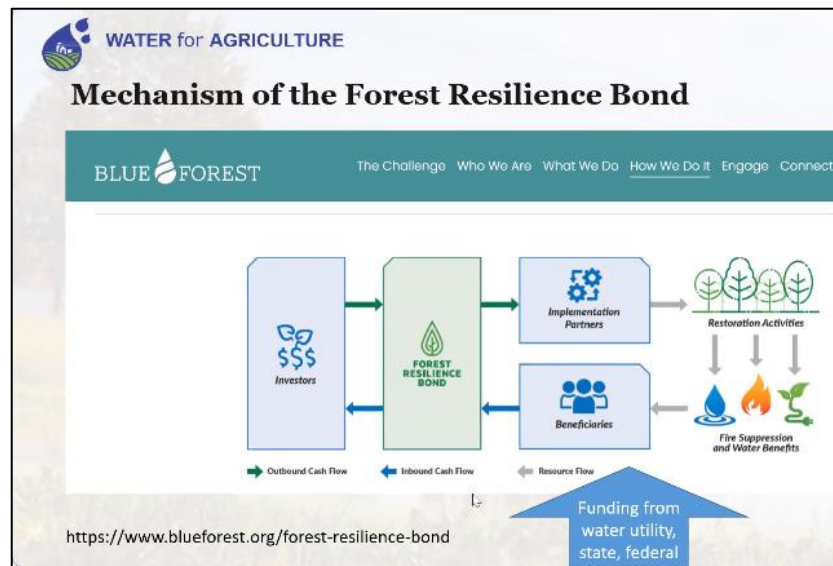 WATER for AGRICULTURE
Mechanism of the Forest Resilience Bond
BLUE FOREST
The Challenge Who We Are What We Do How We Do It Engage Connect
$$$
Investors
FOREST
RESILIENCE
BOND
Implementation
Partners
Restoration Activities
Beneficiaries
Fire Suppression
and Water Benefits
Outbound Cash Flow Inbound Cash Flow Resource Flow
https://www.blueforest.org/forest-resilience-bond
Funding from
water utility,
state, federal